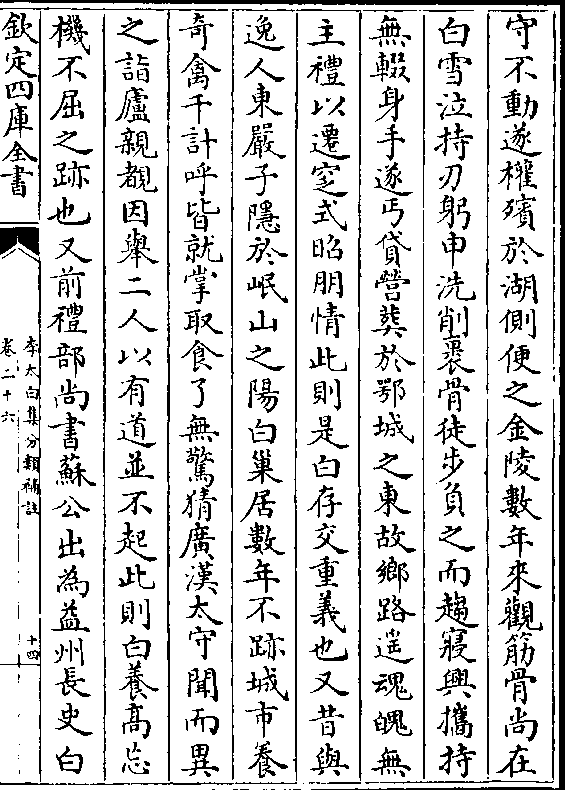 守不動遂權殯於湖側便之金陵數年來觀筋骨尚在
白雪泣持刃躬申洗削裹骨徒步負之而趨寢興攜持
無輟身手遂丐貸營葬於鄂城之東故鄉路遥魂魄無
主禮以遷窆式昭朋情此則是白存交重義也又昔與
逸人東嚴子隱於岷山之陽白巢居數年不跡城市養
奇禽千計呼皆就掌取食了無驚猜廣漢太守聞而異
之詣廬親覩因舉二人以有道並不起此則白養高忘
機不屈之跡也又前禮部尚書蘇公出為益州長史白
欽定四庫全書
李太白集分類補註
卷二十六
十四